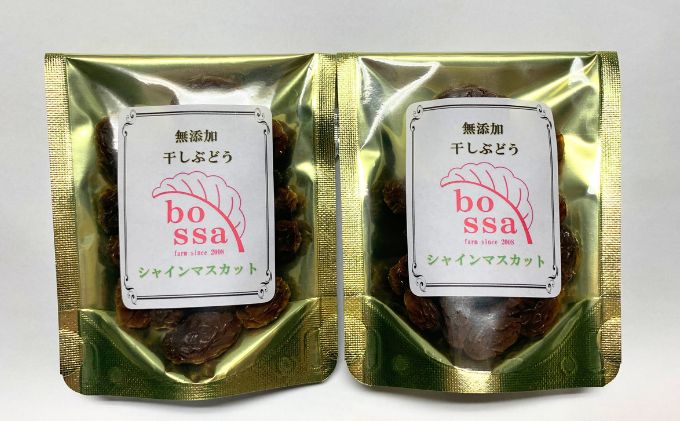 無添加
干しぶどう
bo
ssa
farm since 2008
シャインマスカット
無添加
干しぶどう
bo
ssa
farm since 2008
シャインマスカット